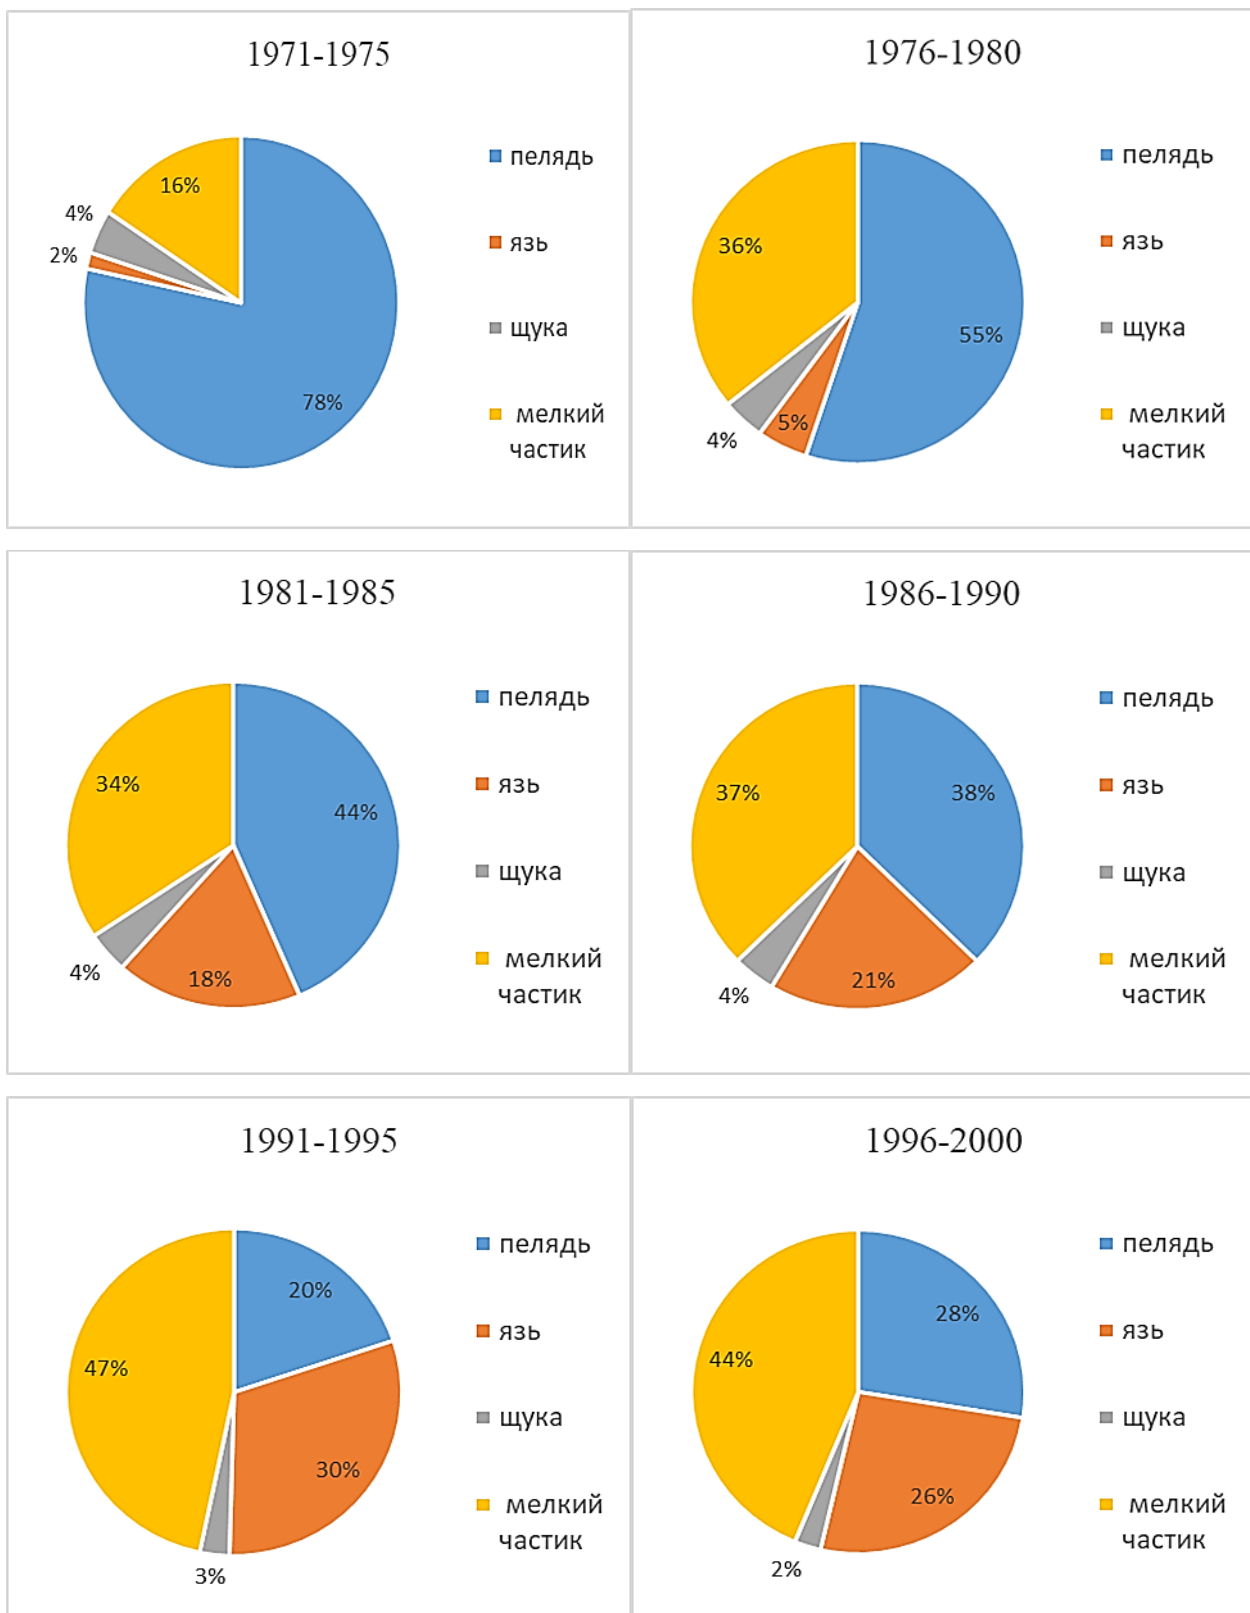 1971-1975
16%
4%
2%
78%
пелядь
язь
щука
мелкий
частик
1976-1980
36%
55%
4%
5%
пелядь
язь
щука
мелкий
частик
1981-1985
34%
44%
4%
18%
пелядь
язь
щука
мелкий
частик
1986-1990
37%
38%
4%
21%
пелядь
язь
щука
мелкий
частик
1991-1995
20%
47%
30%
3%
пелядь
язь
щука
мелкий
частик
1996-2000
28%
44%
26%
2%
пелядь
язь
щука
мелкий
частик